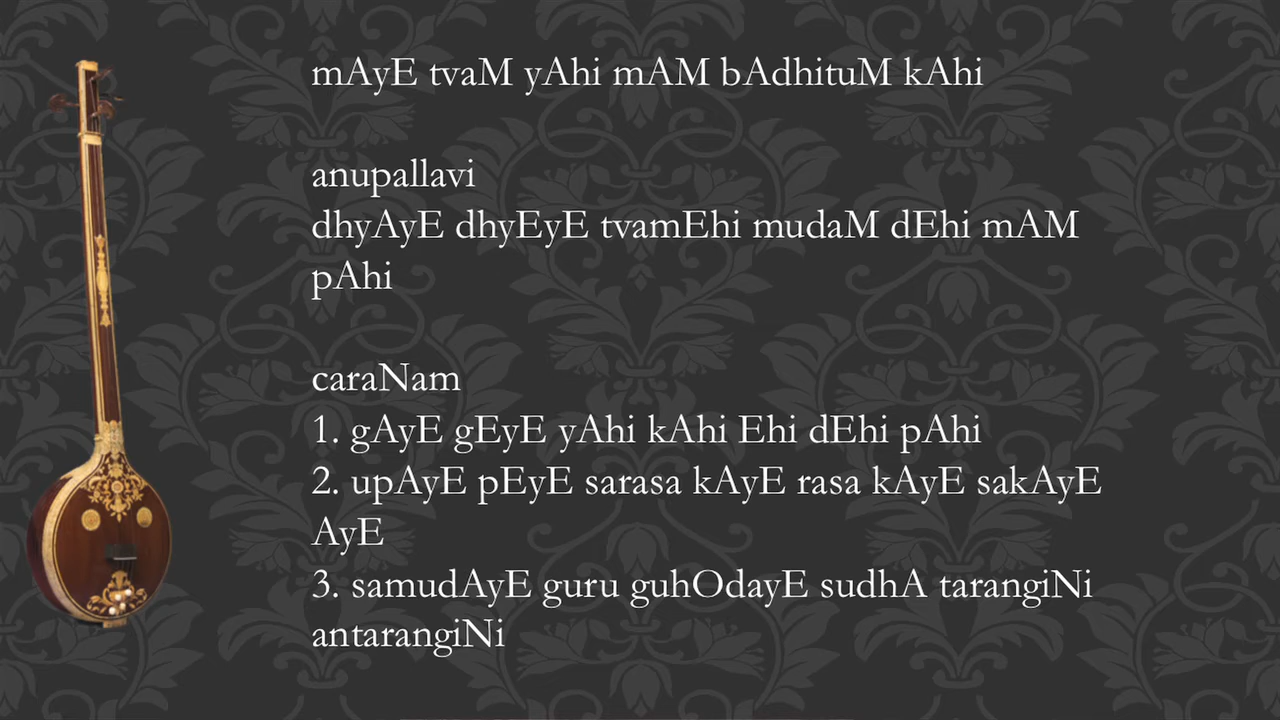 mAyE tvaM yAhi mAM bAdhituM kAhi
anupallavi
dhyAyE dhyEyE tvamEhi mudaM dEhi mAM
pAhi
caraNam
1. gAyE gEyE yAhi kAhi Ehi dEhi pAhi
2. upAyE pEyE sarasa kAyE rasa kAyE sakAyE
AyE
3. samudAyE guru guhOdayE sudhA tarangiNi
antarangiNi